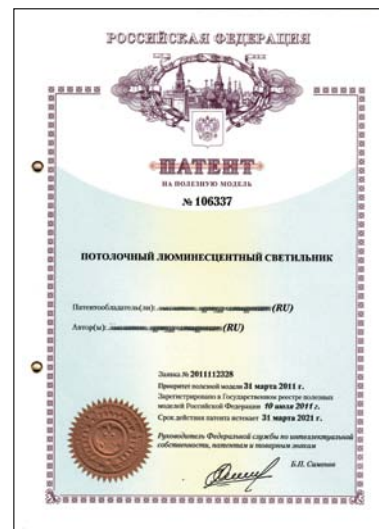 РОССИЙСКАЯ ФЕДЕРАЦИЯ
ПАТЕНТ
НА ПОЛЕЗНУЮ МОДЕЛЬ
№ 106337
ПОТОЛОЧНЫЙ ЛЮМИНЕСЦЕНТНЫЙ СВЕТИЛЬНИК
Патентообладатель(ли): (RU)
Автор(ы): (RU)
Заявка № 2011112328
Приоритет полезной модели 31 марта 2011 г.
Зарегистрировано в Государственном реестре полезных
моделей Российской Федерации 10 июля 2011 г.
Срок действия патента истекает 31 марта 2021 г.
Руководитель Федеральной службы по интеллектуальной
собственности, патентам и товарным знакам
Б.П. Симонов